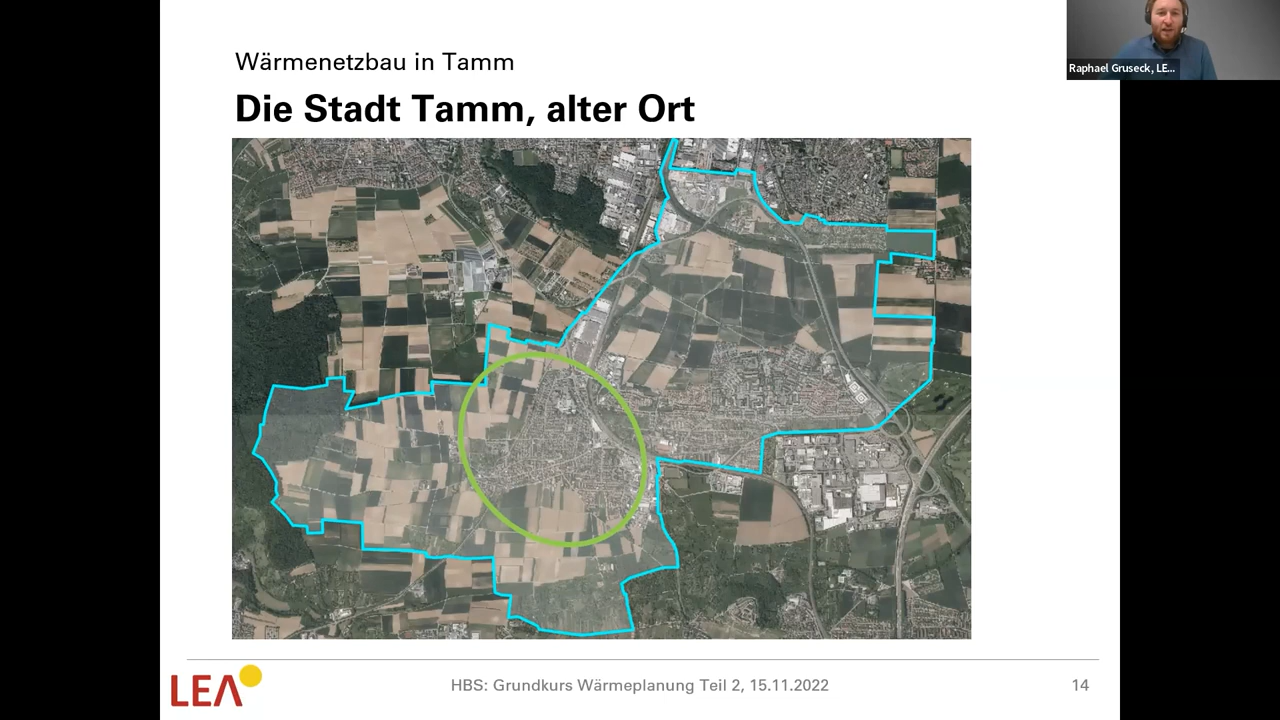 Wärmenetzbau in Tamm
Die Stadt Tamm, alter Ort
Raphael Gruseck, LE...
LEA
HBS: Grundkurs Wärmeplanung Teil 2, 15.11.2022
14